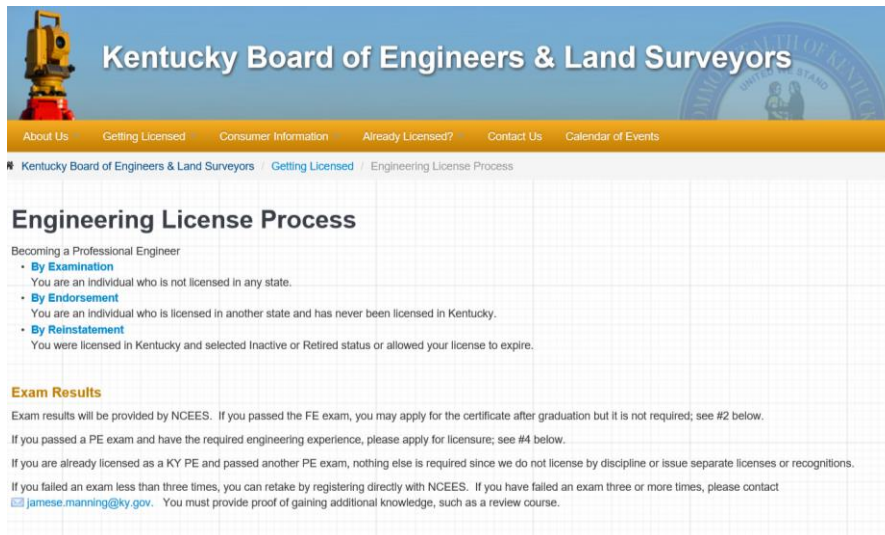 Kentucky Board of Engineers & Land Surveyors
UNITED WE STAND
About Us Getting Licensed Consumer Information Already Licensed? Contact Us Calendar of Events
Kentucky Board of Engineers & Land Surveyors / Getting Licensed / Engineering License Process
Engineering License Process
Becoming a Professional Engineer
• By Examination
You are an individual who is not licensed in any state.
• By Endorsement
You are an individual who is licensed in another state and has never been licensed in Kentucky.
• By Reinstatement
You were licensed in Kentucky and selected Inactive or Retired status or allowed your license to expire.
Exam Results
Exam results will be provided by NCEES. If you passed the FE exam, you may apply for the certificate after graduation but it is not required; see #2 below.
If you passed a PE exam and have the required engineering experience, please apply for licensure; see #4 below.
If you are already licensed as a KY PE and passed another PE exam, nothing else is required since we do not license by discipline or issue separate licenses or recognitions.
If you failed an exam less than three times, you can retake by registering directly with NCEES. If you have failed an exam three or more times, please contact
jamese.manning@ky.gov. You must provide proof of gaining additional knowledge, such as a review course.